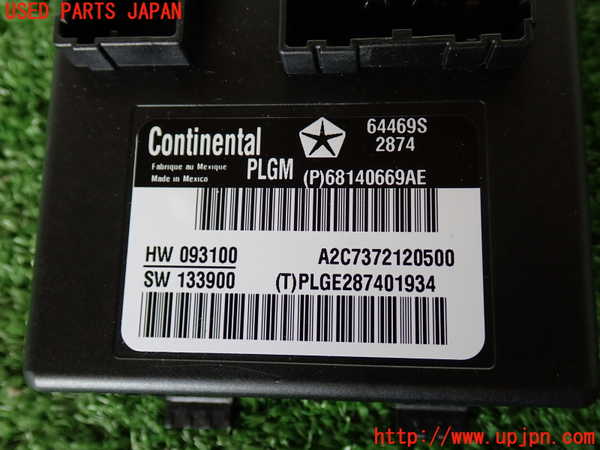 USED PARTS JAPAN
Continental
64469S
2874
Fabrique au Mexique
Made in Mexico
PLGM
(P)68140669AE
HW 093100
A2C7372120500
SW 133900
(T)PLGE287401934
http://www.upjpn.com/